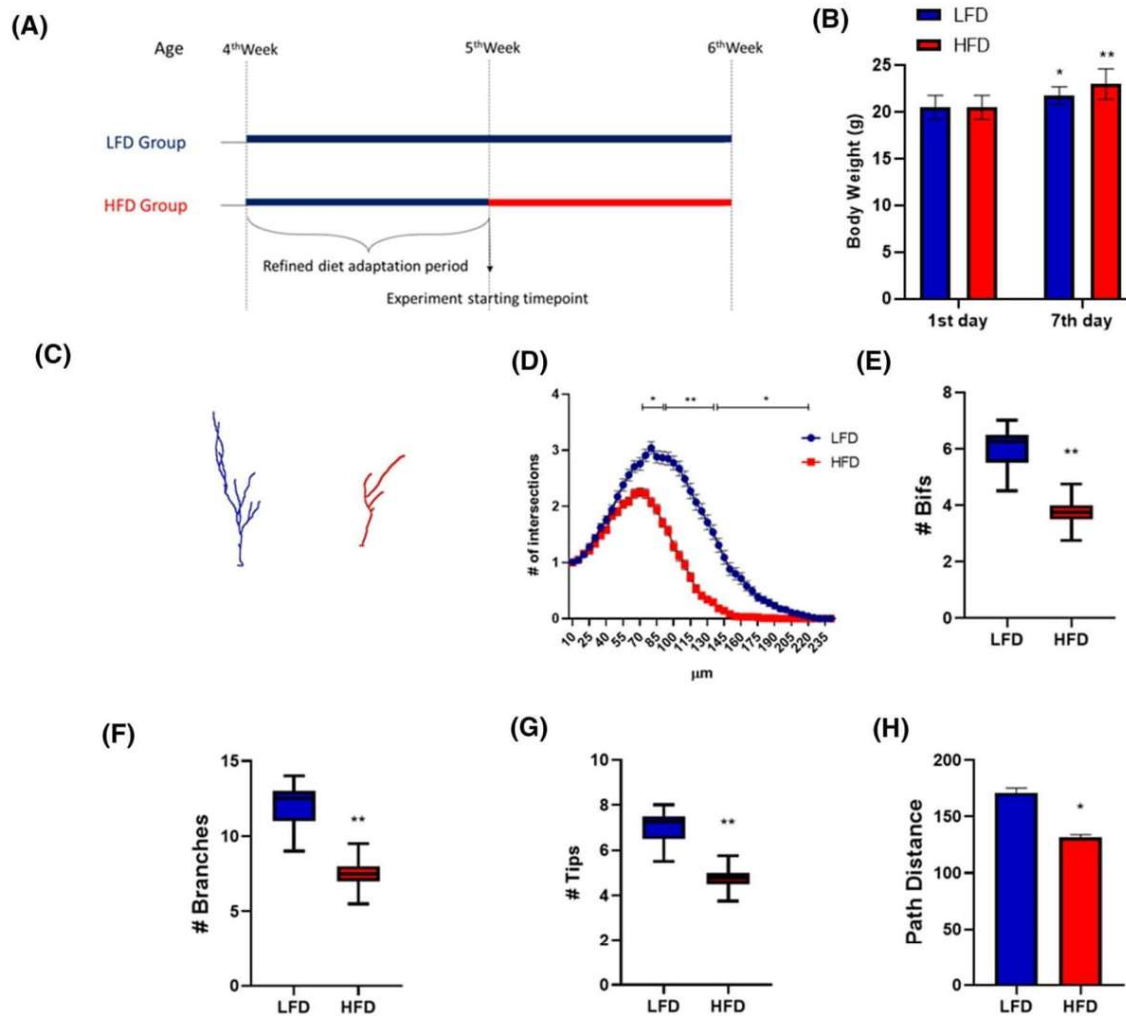 (A)
Age
4thWeek
5thWeek
6thWeek
LFD Group
HFD Group
Refined diet adaptation period
Experiment starting timepoint
(B)
LFD
HFD
Body Weight (g)
25
20
15
10
5
0
*
**
1st day
7th day
(C)
(D)
# of intersections
4
3
2
1
0
*
**
*
LFD
HFD
10
25
40
55
70
85
100
115
130
145
160
175
190
205
220
235
μm
(E)
# Bifs
8
6
4
2
0
**
LFD
HFD
(F)
# Branches
15
10
5
0
**
LFD
HFD
(G)
# Tips
10
8
6
4
2
0
**
LFD
HFD
(H)
Path Distance
200
150
100
50
0
*
LFD
HFD